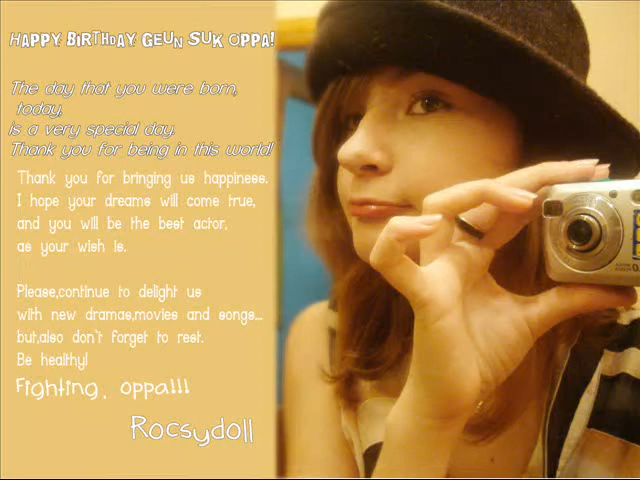 HAPPY BIRTHDAY GEUN SUK OPPA!
The day that you were born,
today,
is a very special day.
Thank you for being in this world!
Thank you for bringing us happiness.
I hope your dreams will come true,
and you will be the best actor,
as your wish is.
Please,continue to delight us
with new dramas,movies and songs...
but,also don't forget to rest.
Be healthy!
Fighting, oppa!!!
Rocsydoll